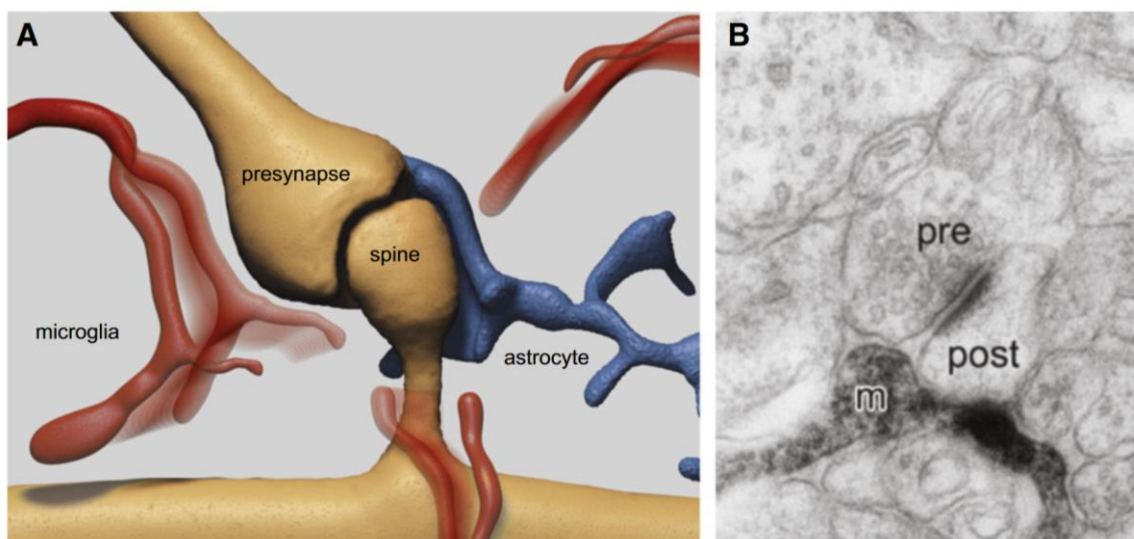 A
presynapse
spine
microglia
astrocyte
B
pre
post
m